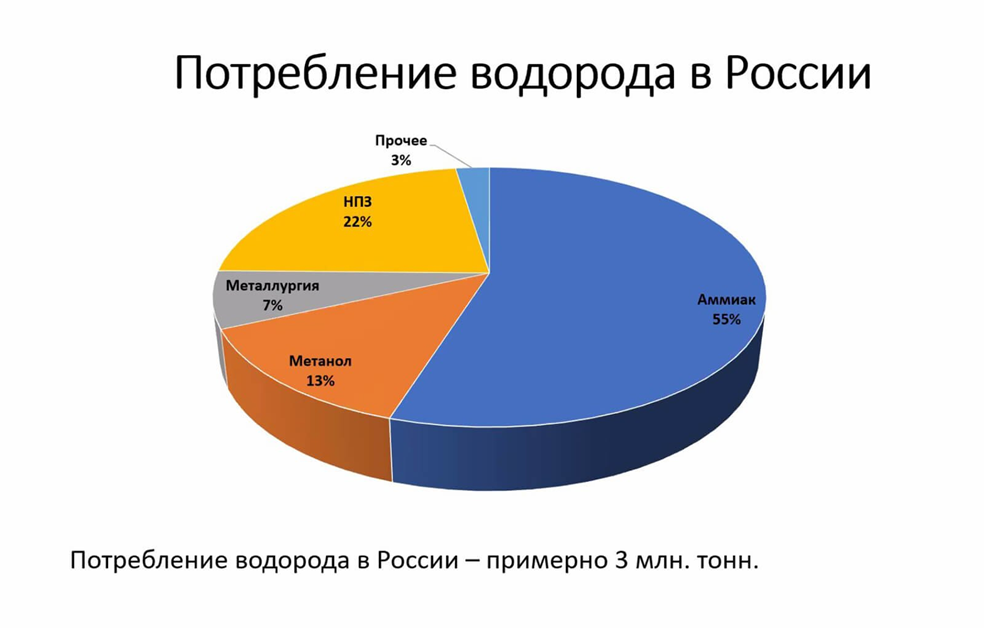 Потребление водорода в России
Прочее
3%
НПЗ
22%
Металлургия
7%
Аммиак
55%
Метанол
13%
Потребление водорода в России – примерно 3 млн. тонн.